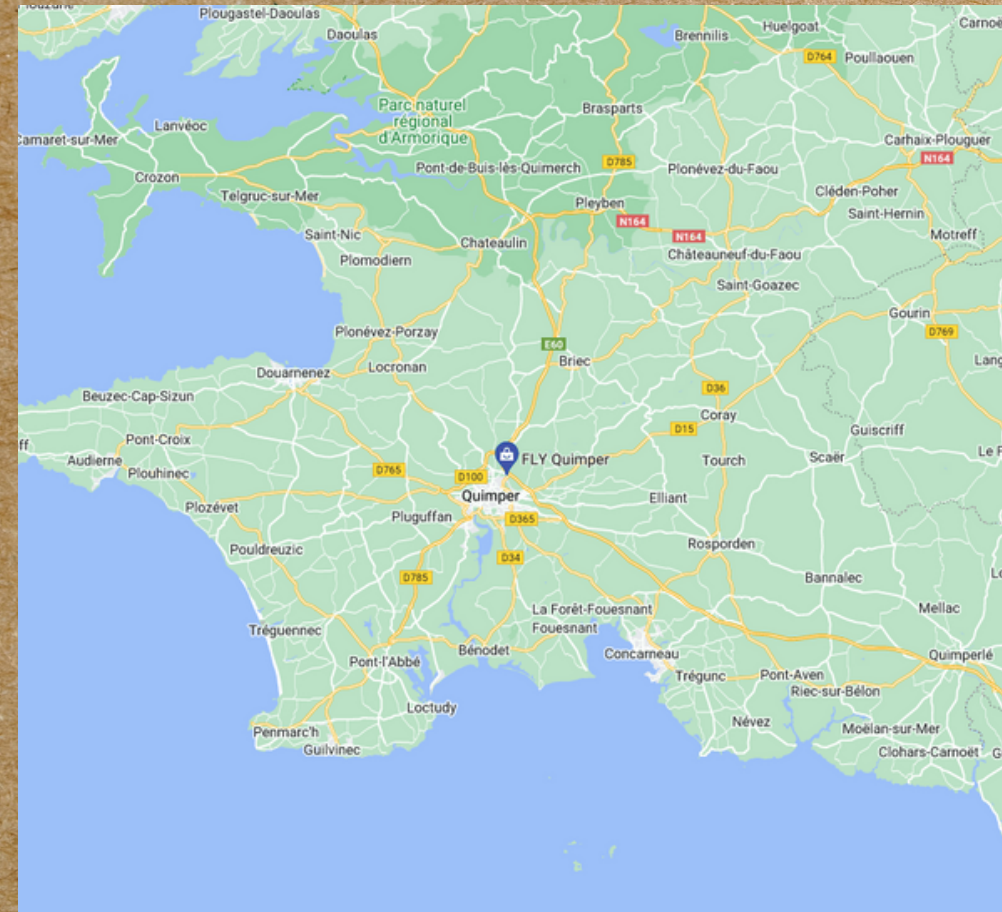 Plougastel-Daoulas
Daoulas
Huelgoat
Brennilis
D764
Poullaouen
Parc naturel
régional
d'Armorique
Brasparts
Lanvéoc
Camaret-sur-Mer
Carhaix-Plouguer
N164
Crozon
Pont-de-Buis-lès-Quimerch
D785
Plonévez-du-Faou
Telgruc-sur-Mer
Pleyben
Cléden-Poher
Saint-Hernin
N164
N164
Motreff
Saint-Nic
Chateaulin
Plomodiern
Châteauneuf-du-Faou
Saint-Goazec
Gourin
Plonévez-Porzay
E60
D769
Briec
Locronan
Douarnenez
D36
Beuzec-Cap-Sizun
Coray
D15
Guiscriff
Pont-Croix
Audierne
Plouhinec
D765
D100
FLY Quimper
Tourch
Scaër
Quimper
Elliant
Plozévet
Pluguffan
D365
Pouldreuzic
D34
Rosporden
D785
Bannalec
La Forêt-Fouesnant
Mellac
Fouesnant
Tréguennec
Bénodet
Concarneau
Quimperlé
Pont-l'Abbé
Trégunc
Pont-Aven
Riec-sur-Bélon
Loctudy
Névez
Penmarc'h
Moëlan-sur-Mer
Guilvinec
Clohars-Carnoët